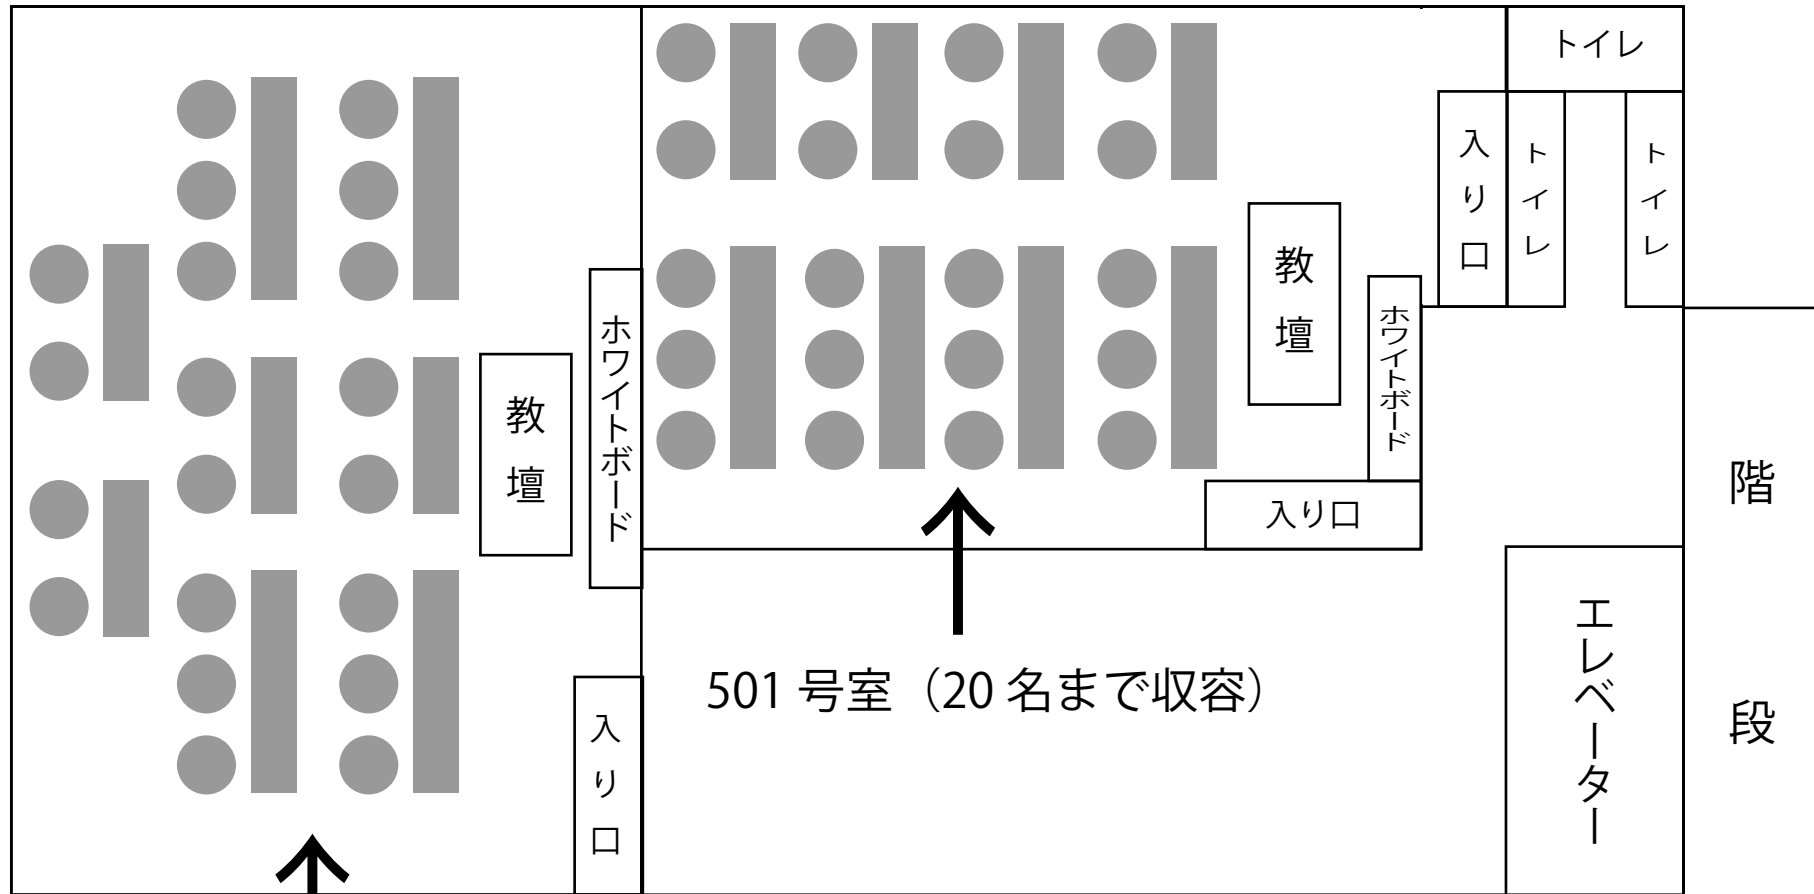 トイレ
入り口
トイレ
トイレ
教壇
ホワイトボード
ホワイトボード
教壇
階段
入り口
エレベーター
501 号室（20 名まで収容）
入り口